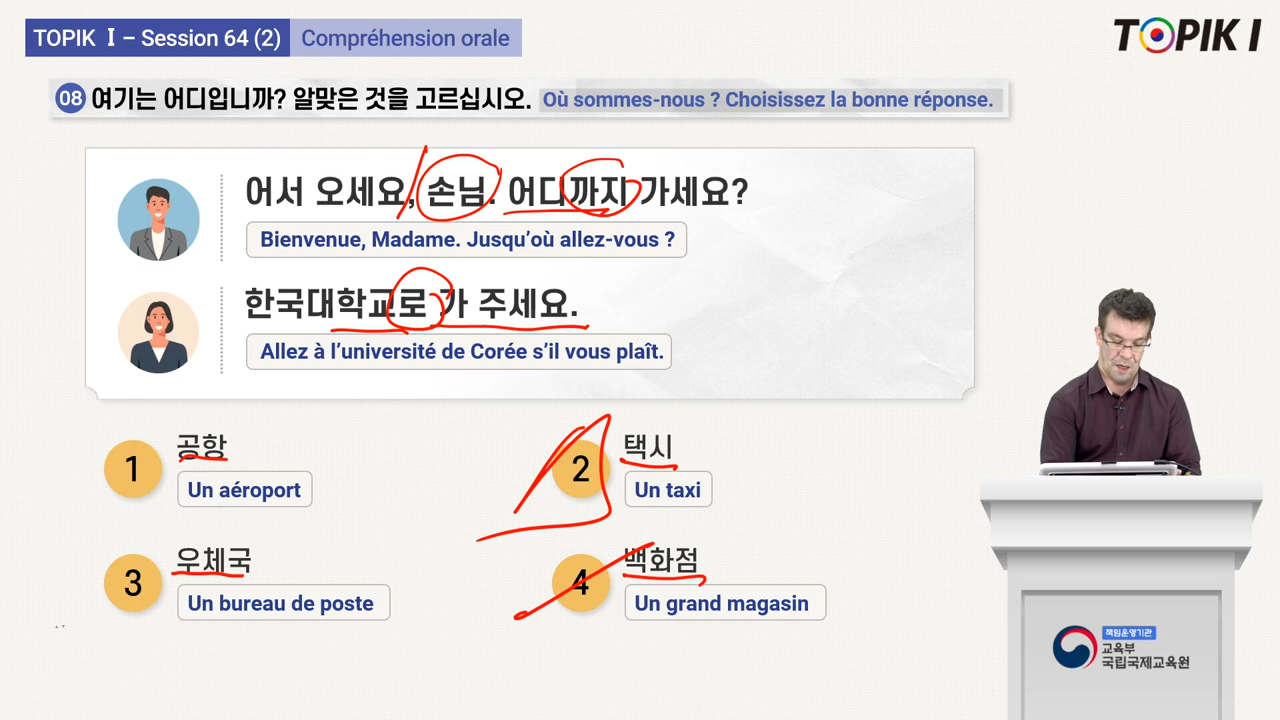 TOPIK Ⅰ – Session 64 (2) Compréhension orale
TOPIK I
08 여기는 어디입니까? 알맞은 것을 고르십시오. Où sommes-nous ? Choisissez la bonne réponse.
어서 오세요, 손님. 어디까지 가세요?
Bienvenue, Madame. Jusqu’où allez-vous ?
한국대학교로 가 주세요.
Allez à l’université de Corée s’il vous plaît.
1 공항
Un aéroport
2 택시
Un taxi
3 우체국
Un bureau de poste
4 백화점
Un grand magasin
책임운영기관
교육부
국립국제교육원